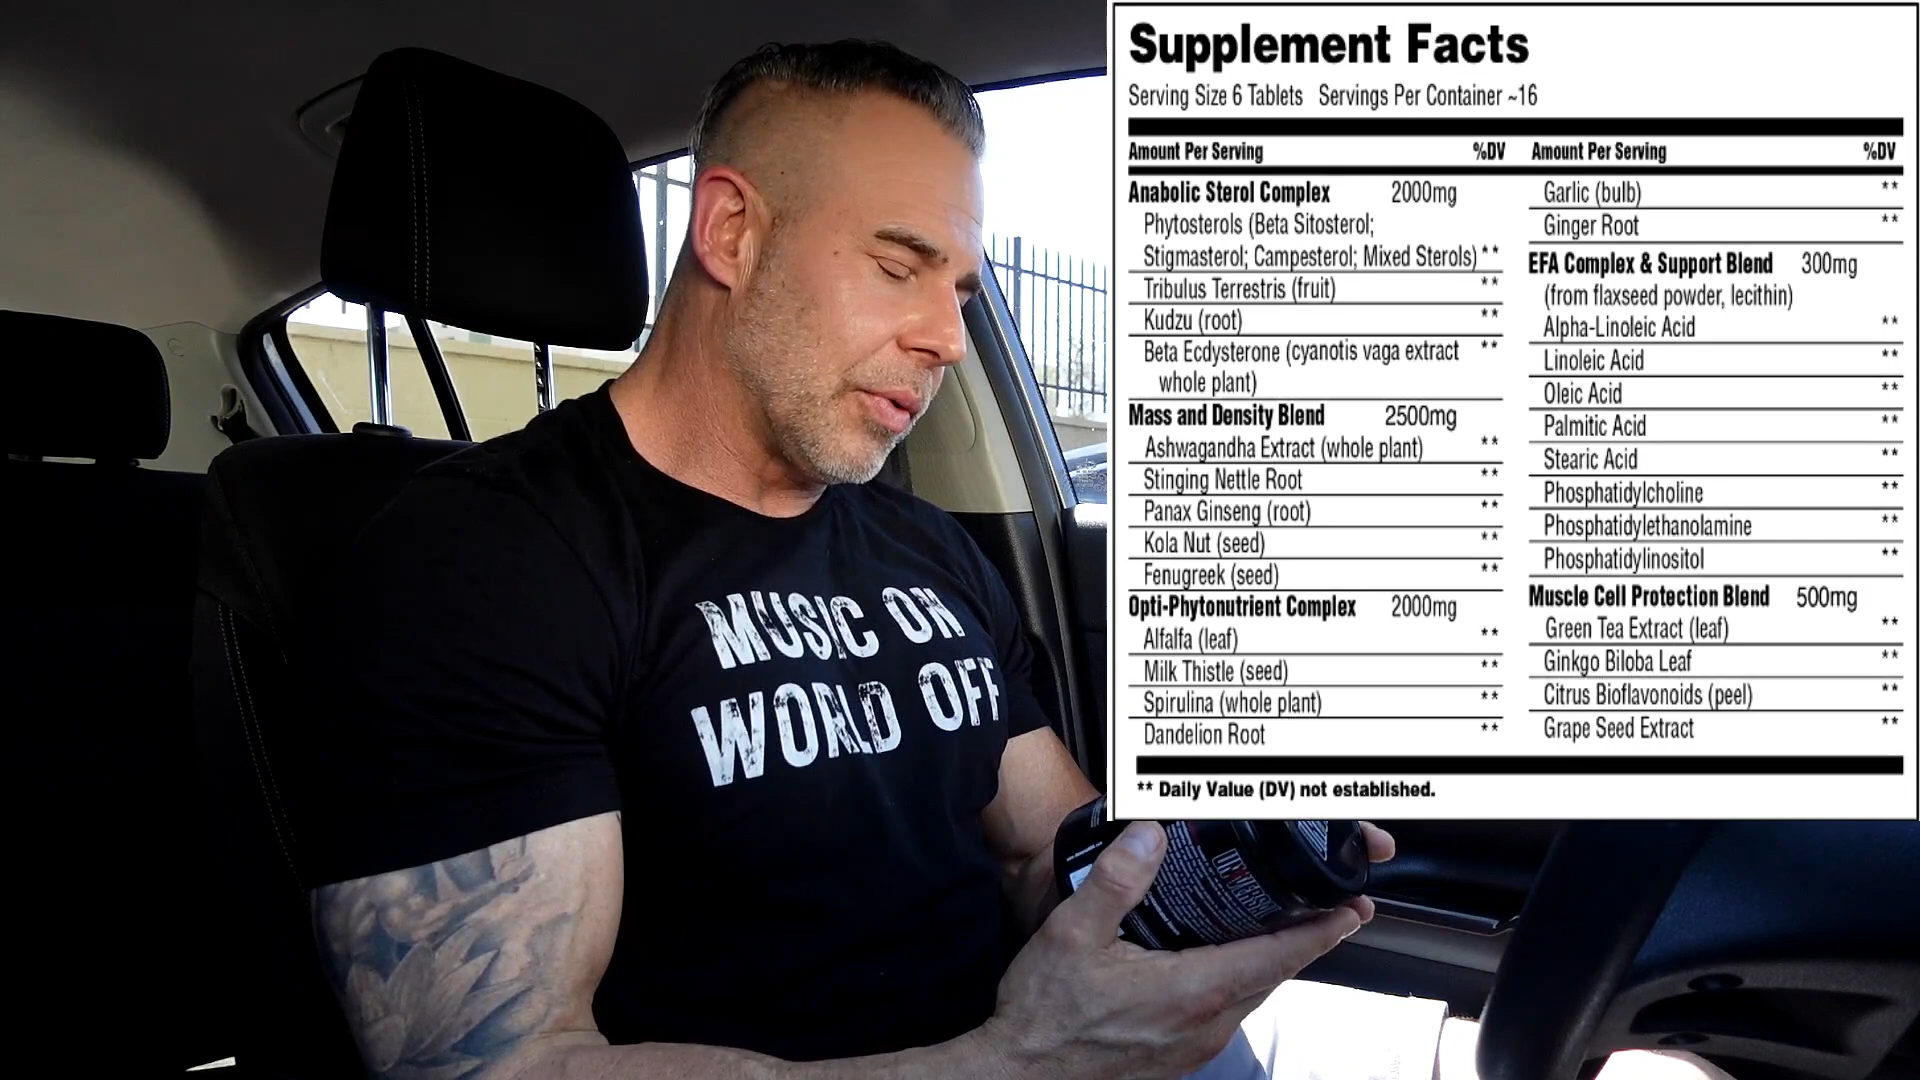 Supplement Facts
Serving Size 6 Tablets Servings Per Container ~16
Amount Per Serving %DV
Anabolic Sterol Complex 2000mg
Phytosterols (Beta Sitosterol;
Stigmasterol; Campesterol; Mixed Sterols) **
Tribulus Terrestris (fruit) **
Kudzu (root) **
Beta Ecdysterone (cyanotis vaga extract **
whole plant)
Mass and Density Blend 2500mg
Ashwagandha Extract (whole plant) **
Stinging Nettle Root **
Panax Ginseng (root) **
Kola Nut (seed) **
Fenugreek (seed) **
Opti-Phytonutrient Complex 2000mg
Alfalfa (leaf) **
Milk Thistle (seed) **
Spirulina (whole plant) **
Dandelion Root **
Amount Per Serving %DV
Garlic (bulb) **
Ginger Root **
EFA Complex & Support Blend 300mg
(from flaxseed powder, lecithin)
Alpha-Linoleic Acid **
Linoleic Acid **
Oleic Acid **
Palmitic Acid **
Stearic Acid **
Phosphatidylcholine **
Phosphatidylethanolamine **
Phosphatidylinositol **
Muscle Cell Protection Blend 500mg
Green Tea Extract (leaf) **
Ginkgo Biloba Leaf **
Citrus Bioflavonoids (peel) **
Grape Seed Extract **
** Daily Value (DV) not established.
MUSIC ON
WORLD OFF
UNIVERSAL